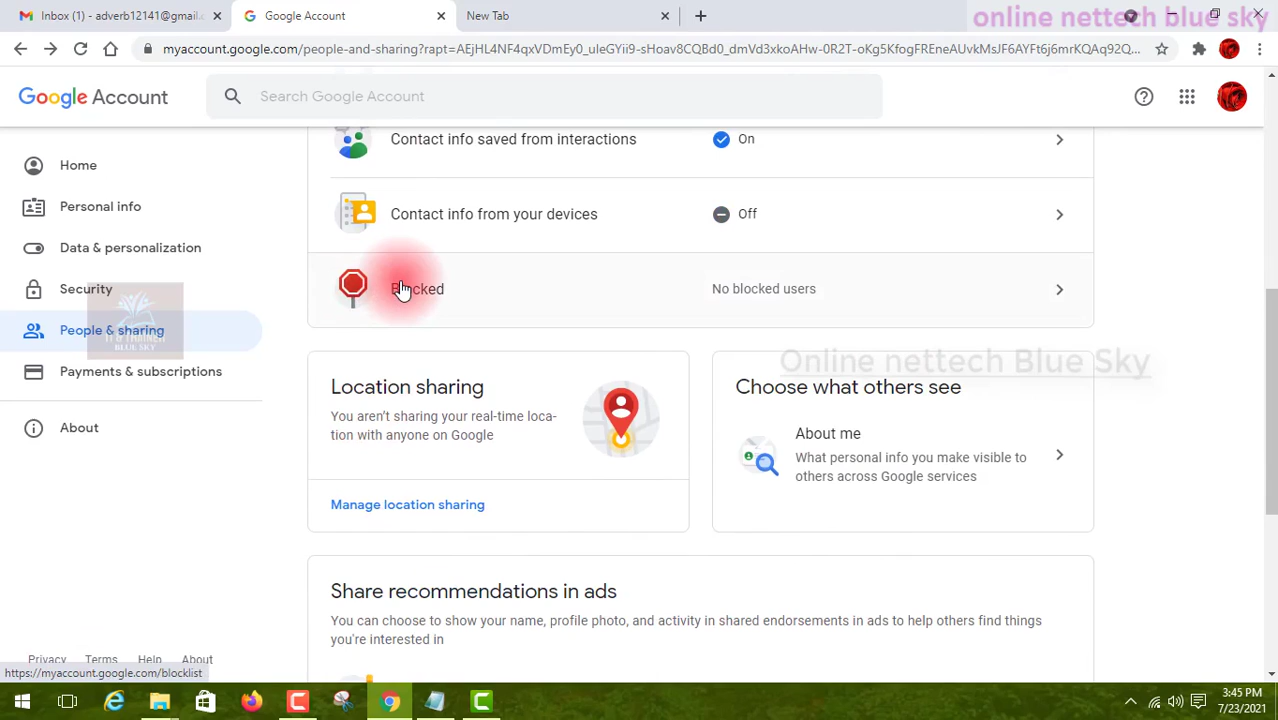 Inbox (1) - adverb12141@gmail.c
Google Account
New Tab
online nettech blue sky
myaccount.google.com/people-and-sharing?rapt=AEjHL4NF4qxVDmEy0_uleGYii9-sHoav8CQBd0_dmVd3xkoAHw-0R2T-oKg5KfogFREneAUvkMsJF6AYFt6j6mrKQAq92Q...
Google Account
Search Google Account
Home
Personal info
Data & personalization
Security
People & sharing
Payments & subscriptions
About
IT & TRAINER
BLUE SKY
Contact info saved from interactions
On
Contact info from your devices
Off
Blocked
No blocked users
Online nettech Blue Sky
Location sharing
You aren't sharing your real-time loca-
tion with anyone on Google
Manage location sharing
Choose what others see
About me
What personal info you make visible to
others across Google services
Share recommendations in ads
You can choose to show your name, profile photo, and activity in shared endorsements in ads to help others find things
you're interested in
Privacy Terms Help About
https://myaccount.google.com/blocklist
3:45 PM
7/23/2021